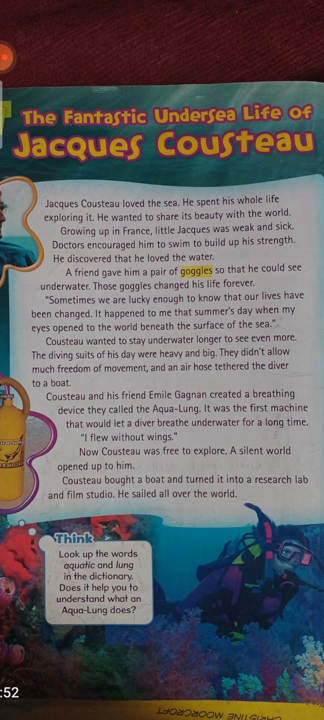 The Fantastic Undersea Life of
Jacques Cousteau
Jacques Cousteau loved the sea. He spent his whole life
exploring it. He wanted to share its beauty with the world.
Growing up in France, little Jacques was weak and sick.
Doctors encouraged him to swim to build up his strength.
He discovered that he loved the water.
A friend gave him a pair of goggles so that he could see
underwater. Those goggles changed his life forever.
"Sometimes we are lucky enough to know that our lives have
been changed. It happened to me that summer's day when my
eyes opened to the world beneath the surface of the sea."
Cousteau wanted to stay underwater longer to see even more.
The diving suits of his day were heavy and big. They didn't allow
much freedom of movement, and an air hose tethered the diver
to a boat.
Cousteau and his friend Emile Gagnan created a breathing
device they called the Aqua-Lung. It was the first machine
that would let a diver breathe underwater for a long time.
"I flew without wings."
Now Cousteau was free to explore. A silent world
opened up to him.
Cousteau bought a boat and turned it into a research lab
and film studio. He sailed all over the world.
Think
Look up the words
aquatic and lung
in the dictionary.
Does it help you to
understand what an
Aqua-Lung does?
:52
CHRISTINE MOORCROFT